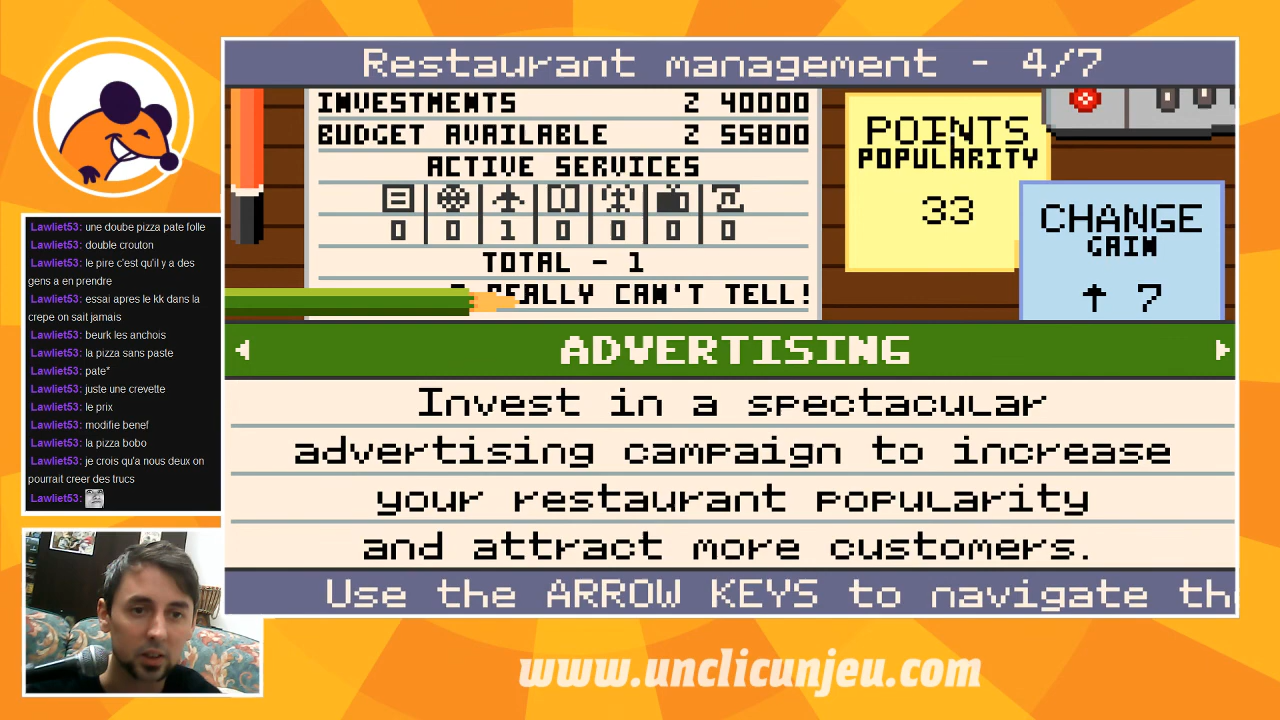 Restaurant management - 4/7
INVESTMENTS Z 40000
BUDGET AVAILABLE Z 55800
ACTIVE SERVICES
0 0 1 0 0 0 0
TOTAL - 1
REALLY CAN'T TELL!
POINTS
POPULARITY
33
CHANGE
GAIN
↑ 7
ADVERTISING
Invest in a spectacular
advertising campaign to increase
your restaurant popularity
and attract more customers.
Use the ARROW KEYS to navigate th
Lawliet53: une doube pizza pate folle
Lawliet53: double crouton
Lawliet53: le pire c'est qu'il y a des
gens a en prendre
Lawliet53: essai apres le kk dans la
crepe on sait jamais
Lawliet53: beurk les anchois
Lawliet53: la pizza sans paste
Lawliet53: pate*
Lawliet53: juste une crevette
Lawliet53: le prix
Lawliet53: modifie benef
Lawliet53: la pizza bobo
Lawliet53: je crois qu'a nous deux on
pourrait creer des trucs
Lawliet53:
www.unclicunjeu.com